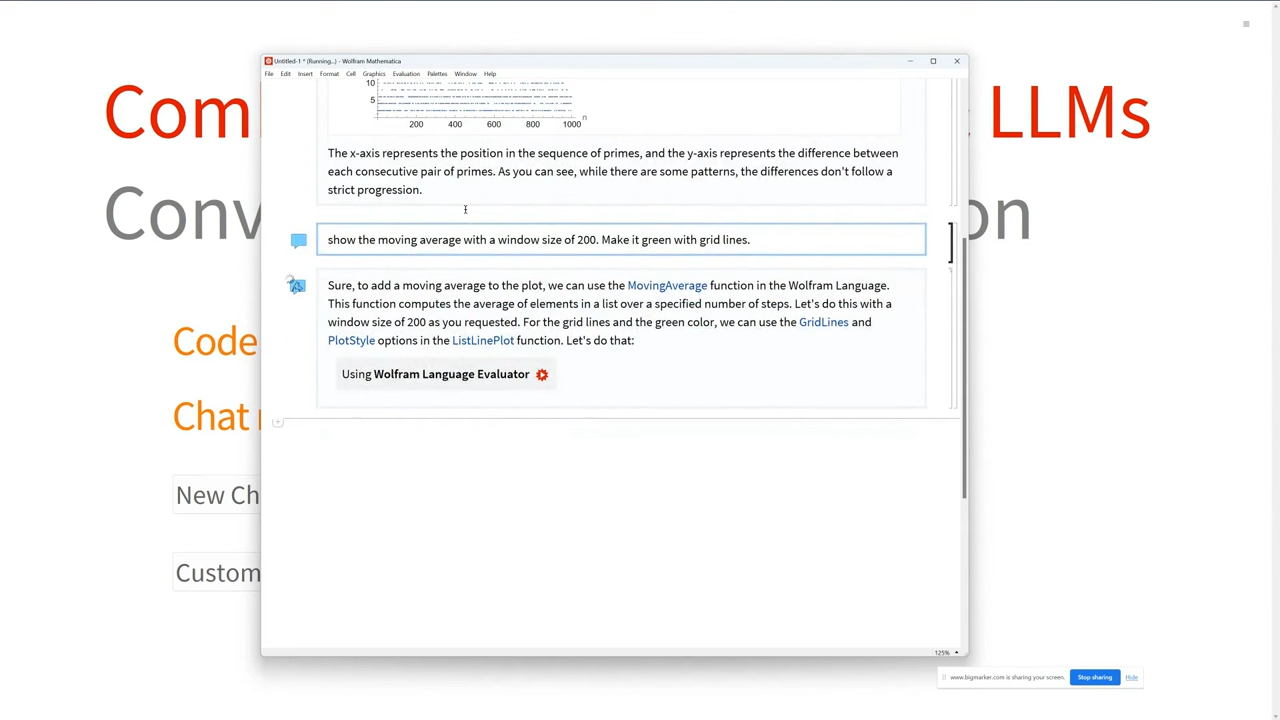 Com
LLMs
Conv
on
Code
Chat
New Ch
Custom
Untitled-1 * (Running...) - Wolfram Mathematica
File Edit Insert Format Cell Graphics Evaluation Palettes Window Help
10
5
n
200 400 600 800 1000
The x-axis represents the position in the sequence of primes, and the y-axis represents the difference between
each consecutive pair of primes. As you can see, while there are some patterns, the differences don't follow a
strict progression.
show the moving average with a window size of 200. Make it green with grid lines.
Sure, to add a moving average to the plot, we can use the MovingAverage function in the Wolfram Language.
This function computes the average of elements in a list over a specified number of steps. Let's do this with a
window size of 200 as you requested. For the grid lines and the green color, we can use the GridLines and
PlotStyle options in the ListLinePlot function. Let's do that:
Using Wolfram Language Evaluator
125%
www.bigmarker.com is sharing your screen. Stop sharing Hide